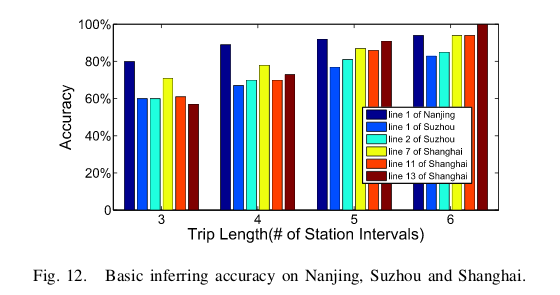 100%
80%
60%
40%
20%
0
Accuracy
3 4 5 6
Trip Length(# of Station Intervals)
line 1 of Nanjing
line 1 of Suzhou
line 2 of Suzhou
line 7 of Shanghai
line 11 of Shanghai
line 13 of Shanghai
Fig. 12. Basic inferring accuracy on Nanjing, Suzhou and Shanghai.